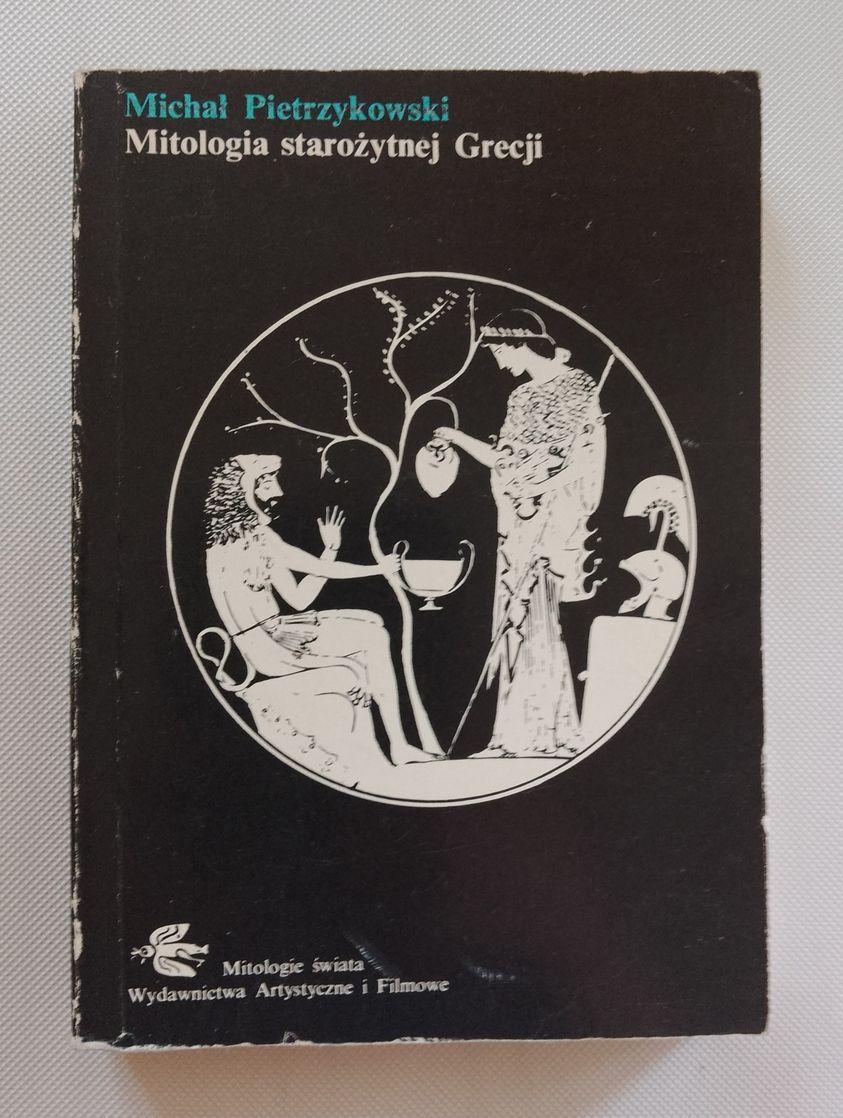 Michał Pietrzykowski
Mitologia starożytnej Grecji
Mitologie świata
Wydawnictwa Artystyczne i Filmowe